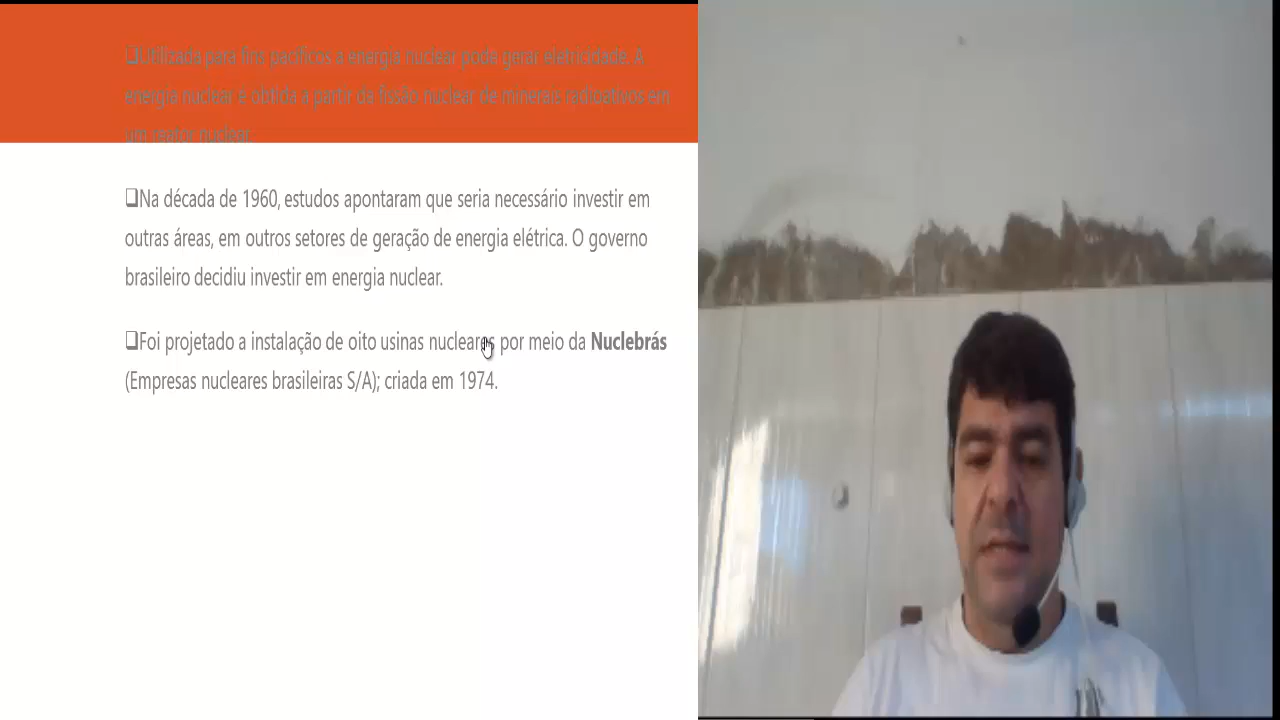 ❑Utilizada para fins pacíficos a energia nuclear pode gerar eletricidade. A
energia nuclear é obtida a partir da fissão nuclear de minerais radioativos em
um reator nuclear.
❑Na década de 1960, estudos apontaram que seria necessário investir em
outras áreas, em outros setores de geração de energia elétrica. O governo
brasileiro decidiu investir em energia nuclear.
❑Foi projetado a instalação de oito usinas nucleares por meio da Nuclebrás
(Empresas nucleares brasileiras S/A); criada em 1974.